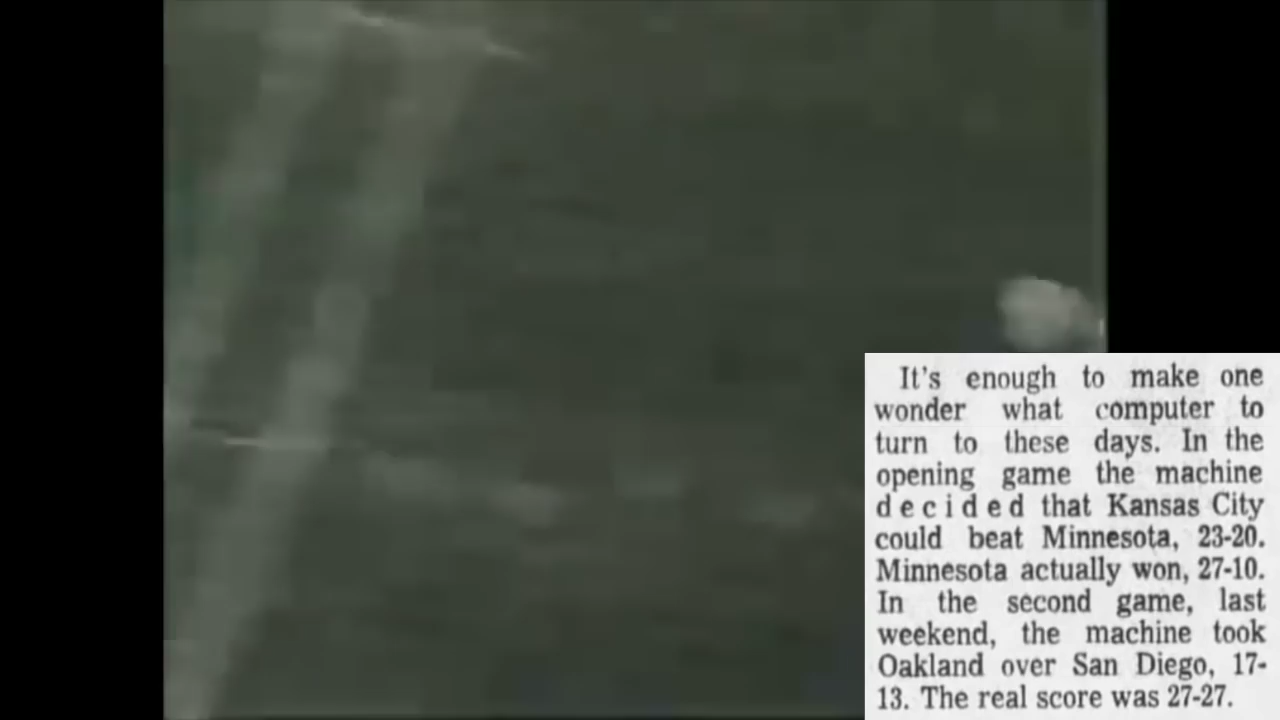 It's enough to make one
wonder what computer to
turn to these days. In the
opening game the machine
decided that Kansas City
could beat Minnesota, 23-20.
Minnesota actually won, 27-10.
In the second game, last
weekend, the machine took
Oakland over San Diego, 17-
13. The real score was 27-27.